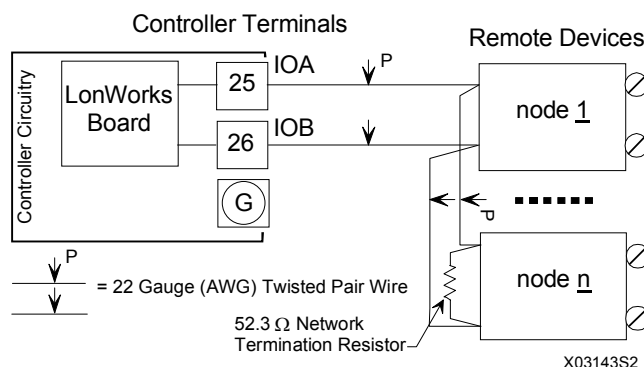 Controller Terminals
Remote Devices
Controller Circuitry
LonWorks
Board
25
IOA
26
IOB
G
P
node 1
P
node n
P
= 22 Gauge (AWG) Twisted Pair Wire
52.3 Ω Network
Termination Resistor
X03143S2